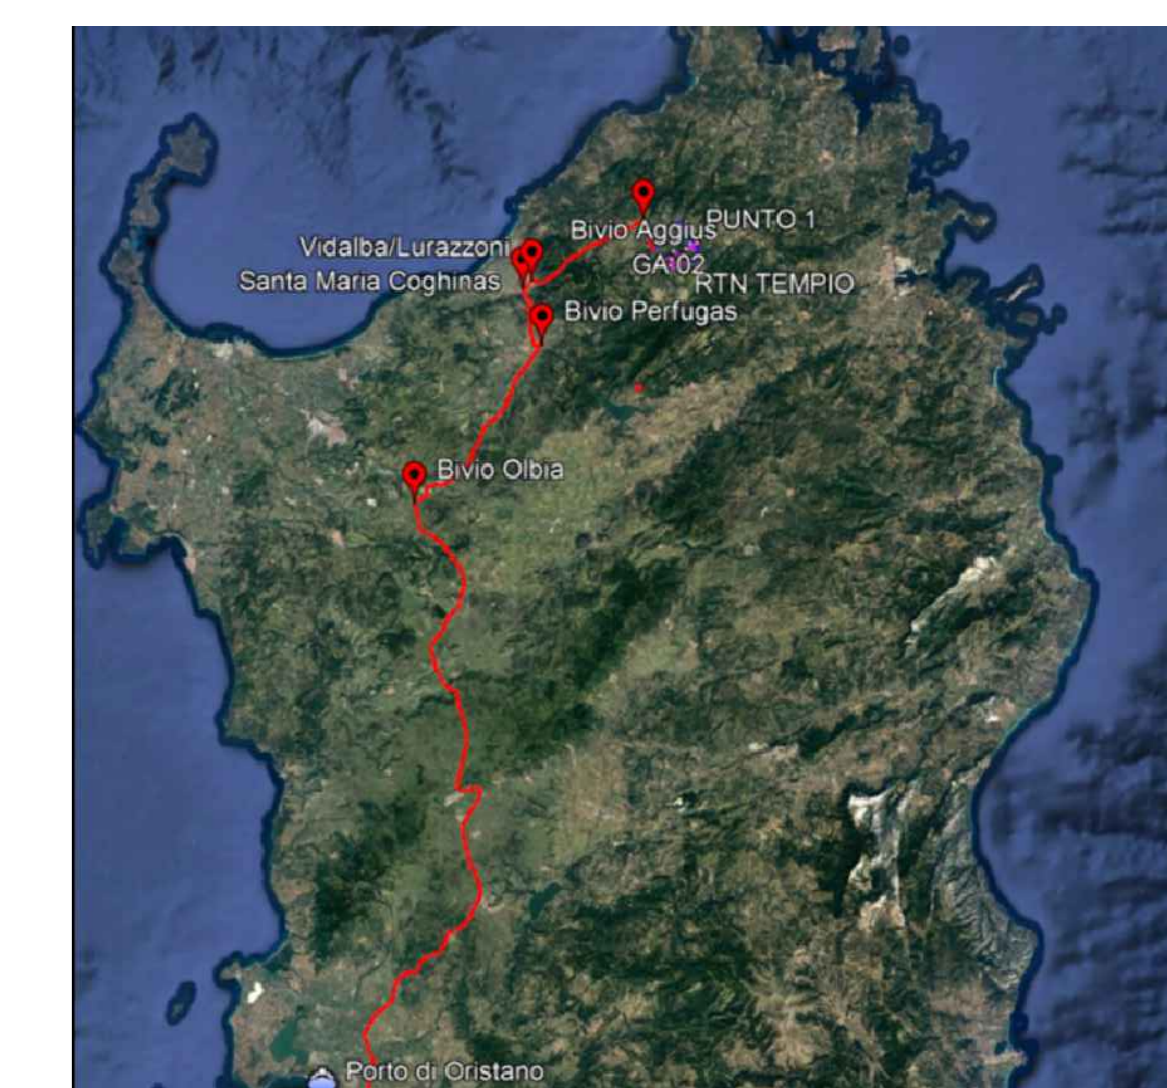 PUNTO 1
Bivio Aggius
Vidalba/Lurazzoni
GA 02
Santa Maria Coghinas
RTN TEMPIO
Bivio Perfugas
Bivio Olbia
Porto di Oristano